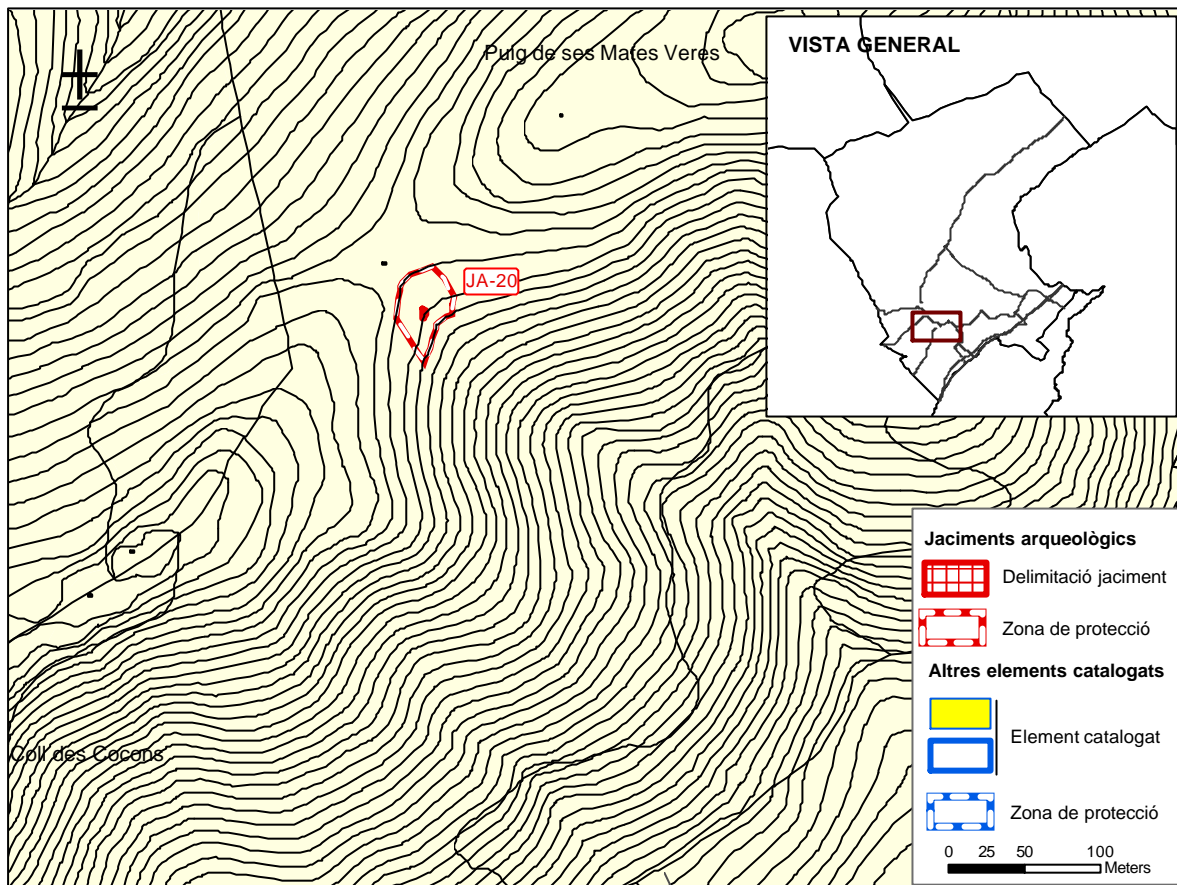 Puig de ses Mates Veres
VISTA GENERAL
JA-20
Coll des Cocons
Jaciments arqueològics
Delimitació jaciment
Zona de protecció
Altres elements catalogats
Element catalogat
Zona de protecció
0 25 50 100
Meters